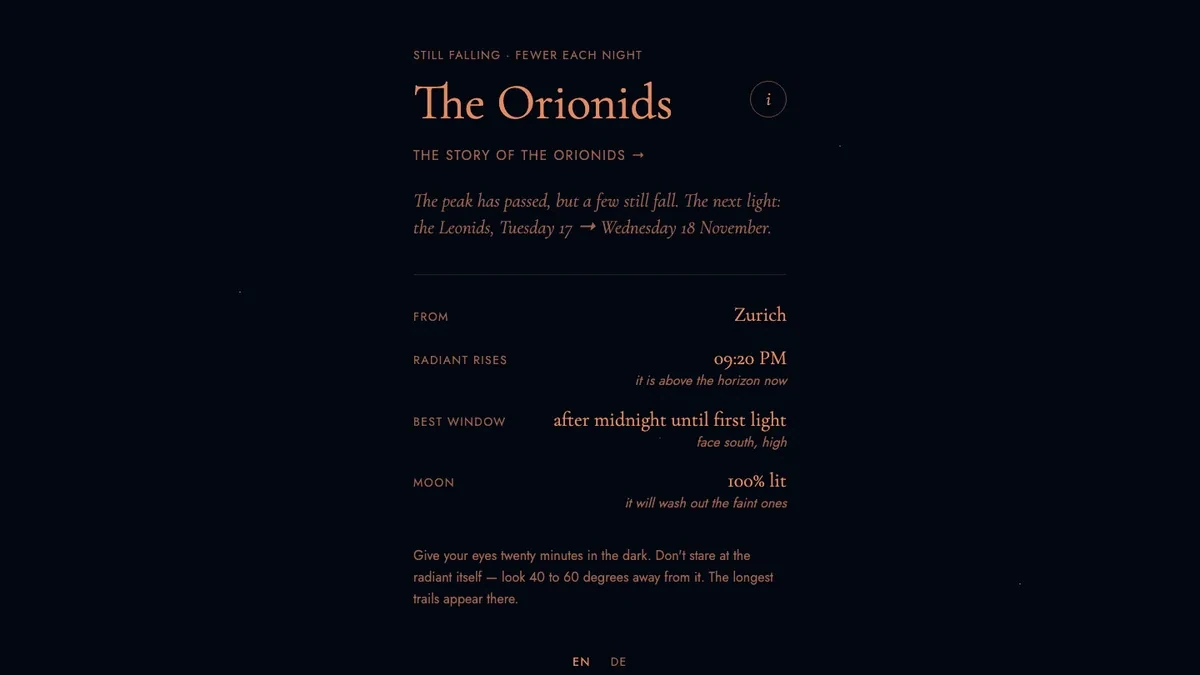 STILL FALLING · FEWER EACH NIGHT
The Orionids
i
THE STORY OF THE ORIONIDS →
The peak has passed, but a few still fall. The next light:
the Leonids, Tuesday 17 → Wednesday 18 November.
FROM
Zurich
RADIANT RISES
09:20 PM
it is above the horizon now
BEST WINDOW
after midnight until first light
face south, high
MOON
100% lit
it will wash out the faint ones
Give your eyes twenty minutes in the dark. Don't stare at the
radiant itself — look 40 to 60 degrees away from it. The longest
trails appear there.
EN DE